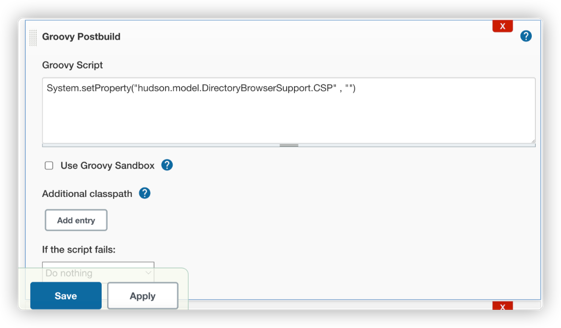 X
Groovy Postbuild
?
Groovy Script
System.setProperty("hudson.model.DirectoryBrowserSupport.CSP" , "")
Use Groovy Sandbox ?
Additional classpath ?
Add entry
If the script fails:
Do nothing
Save Apply
X